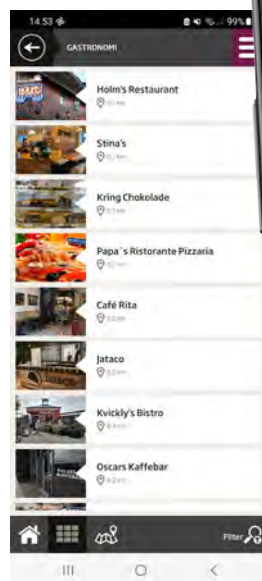 14.53
99%
GASTRONOMI
Holm's Restaurant
Stina's
Kring Chokolade
Papa´s Ristorante Pizzaria
Café Rita
Jataco
Kvickly's Bistro
Oscars Kaffebar
Filter